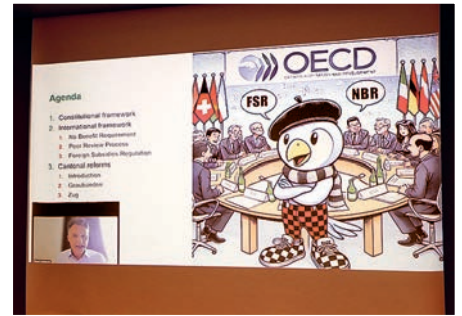 Agenda
1. Constitutional framework
2. International framework
1. No Benefit Requirement
2. Peer Review Process
3. Foreign Subsidies Regulation
3. Cantonal reforms
1. Introduction
2. Graubünden
3. Zug
OECD
FSR
NBR